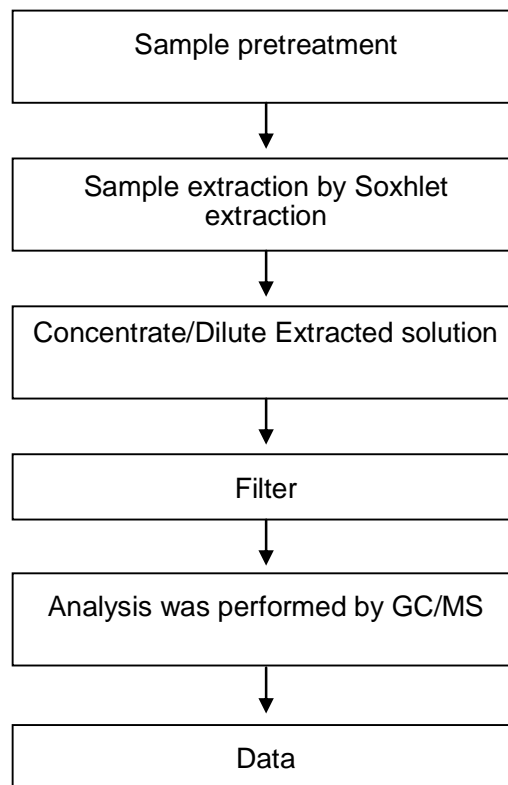 Sample pretreatment
Sample extraction by Soxhlet
extraction
Concentrate/Dilute Extracted solution
Filter
Analysis was performed by GC/MS
Data